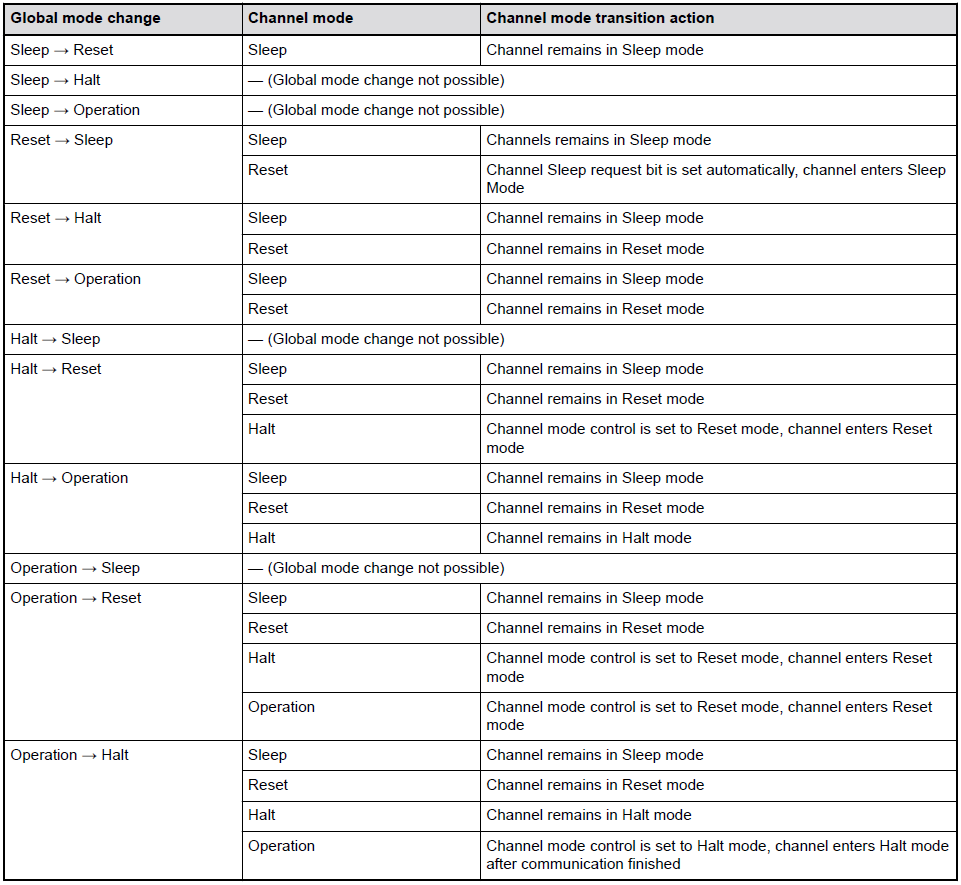 Global mode change Channel mode Channel mode transition action
Sleep → Reset Sleep Channel remains in Sleep mode
Sleep → Halt — (Global mode change not possible)
Sleep → Operation — (Global mode change not possible)
Reset → Sleep Sleep Channels remains in Sleep mode
Reset Channel Sleep request bit is set automatically, channel enters Sleep
Mode
Reset → Halt Sleep Channel remains in Sleep mode
Reset Channel remains in Reset mode
Reset → Operation Sleep Channel remains in Sleep mode
Reset Channel remains in Reset mode
Halt → Sleep — (Global mode change not possible)
Halt → Reset Sleep Channel remains in Sleep mode
Reset Channel remains in Reset mode
Halt Channel mode control is set to Reset mode, channel enters Reset
mode
Halt → Operation Sleep Channel remains in Sleep mode
Reset Channel remains in Reset mode
Halt Channel remains in Halt mode
Operation → Sleep — (Global mode change not possible)
Operation → Reset Sleep Channel remains in Sleep mode
Reset Channel remains in Reset mode
Halt Channel mode control is set to Reset mode, channel enters Reset
mode
Operation Channel mode control is set to Reset mode, channel enters Reset
mode
Operation → Halt Sleep Channel remains in Sleep mode
Reset Channel remains in Reset mode
Halt Channel remains in Halt mode
Operation Channel mode control is set to Halt mode, channel enters Halt mode
after communication finished